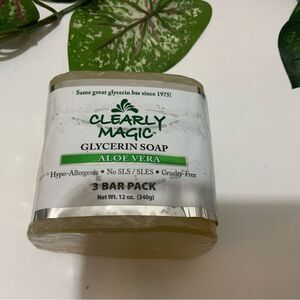 Same great glycerin bar since 1975!
CLEARLY
MAGIC
GLYCERIN SOAP
ALOE VERA
Hypo-Allergenic • No SLS / SLES • Cruelty-Free
3 BAR PACK
Net Wt. 12 oz. (340g)